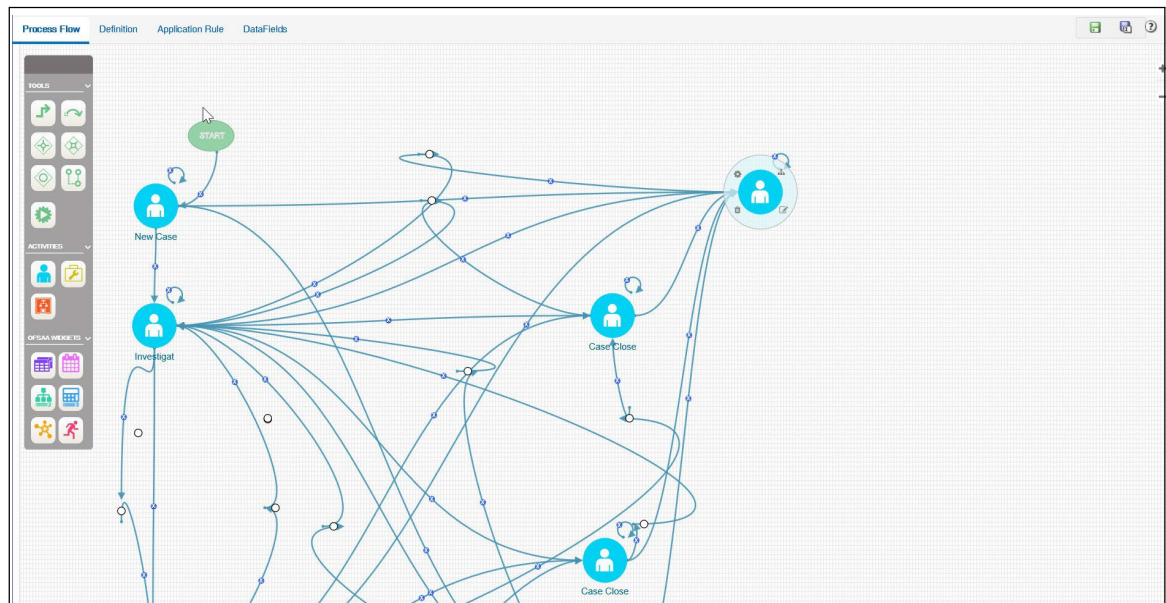 Process Flow Definition Application Rule DataFields
TOOLS
START
New Case
ACTIVITIES
Investigat
OFSAA WIDGETS
Case Close
Case Close